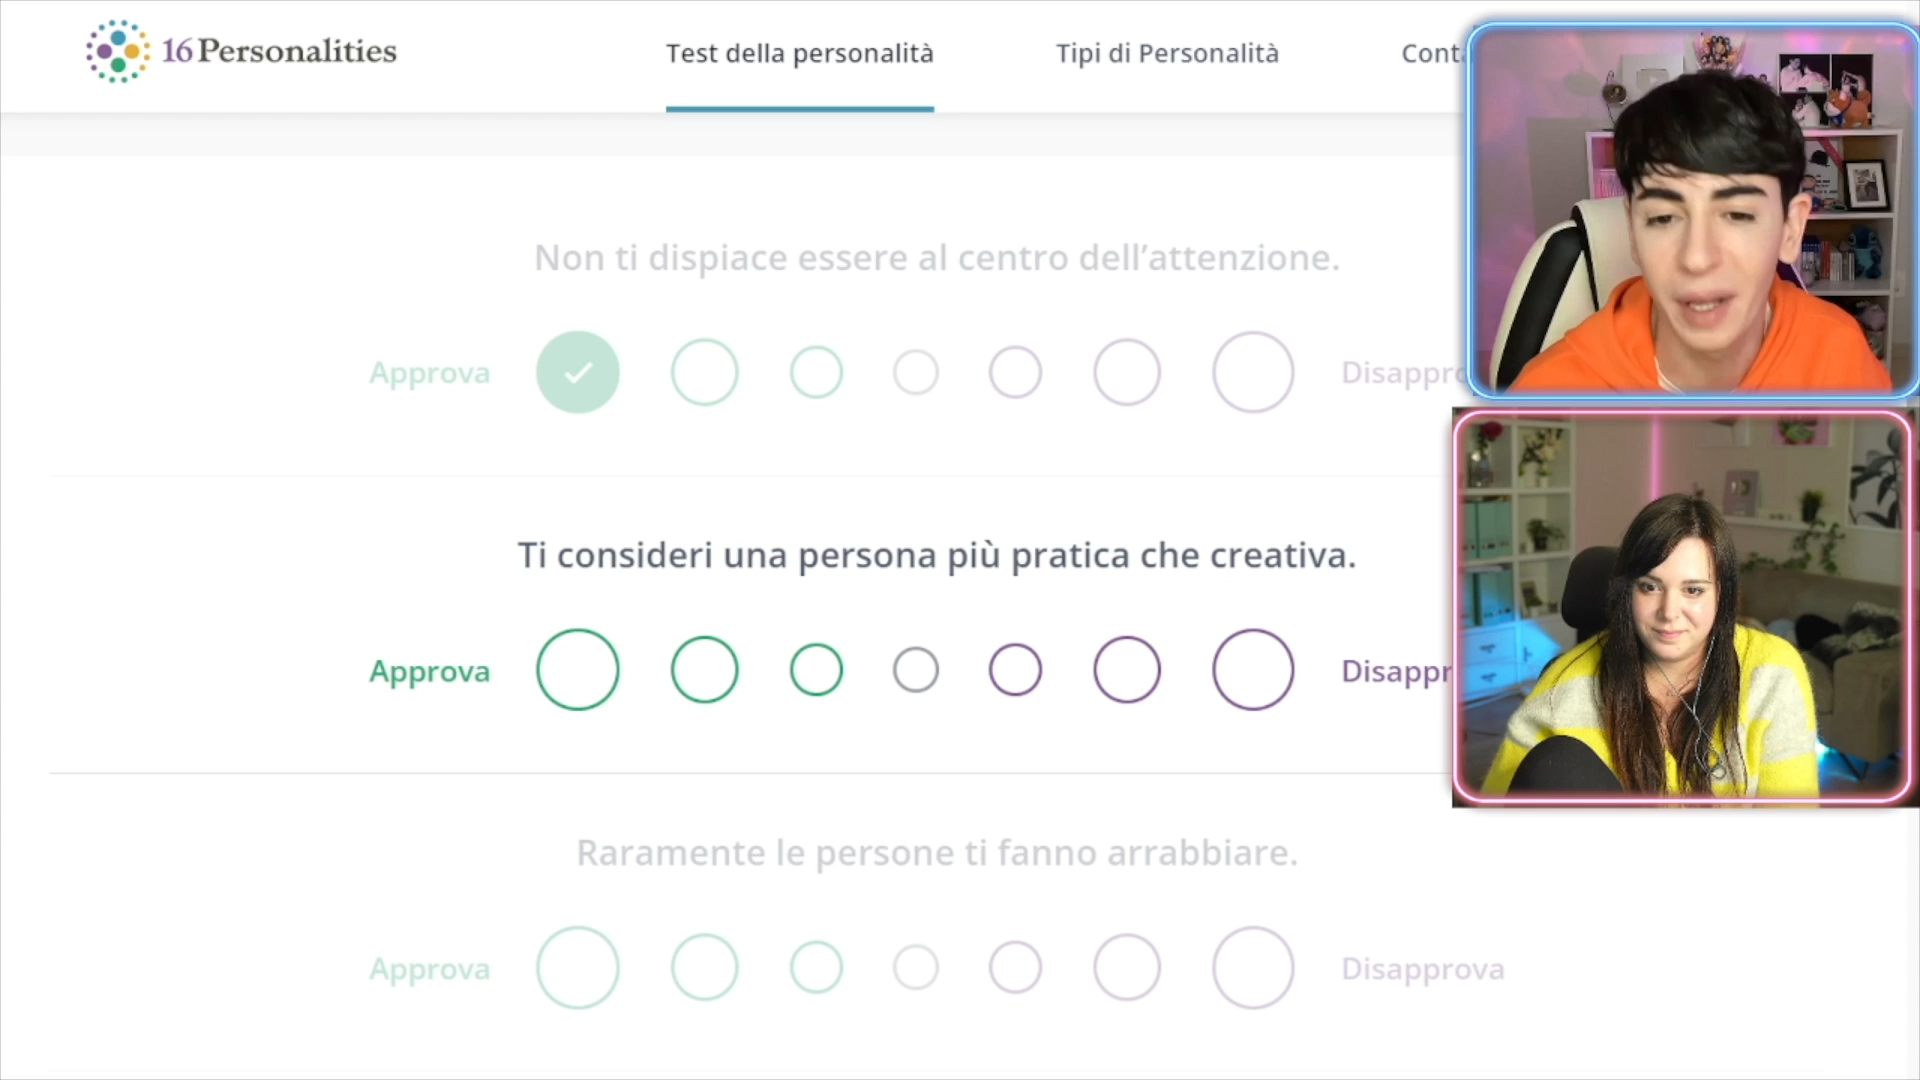 16Personalities
Test della personalità
Tipi di Personalità
Non ti dispiace essere al centro dell’attenzione.
Approva
Ti consideri una persona più pratica che creativa.
Approva
Raramente le persone ti fanno arrabbiare.
Approva
Disapprova